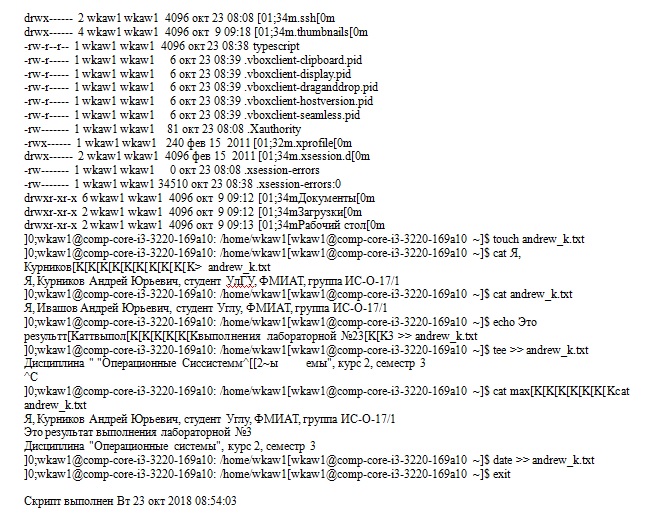 drwx------ 2 wkaw1 wkaw1 4096 окт 23 08:08 [01;34m.ssh[0m
drwx------ 4 wkaw1 wkaw1 4096 окт 9 09:18 [01;34m.thumbnails[0m
-rw-r--r-- 1 wkaw1 wkaw1 4096 окт 23 08:38 typescript
-rw-r----- 1 wkaw1 wkaw1 6 окт 23 08:39 .vboxclient-clipboard.pid
-rw-r----- 1 wkaw1 wkaw1 6 окт 23 08:39 .vboxclient-display.pid
-rw-r----- 1 wkaw1 wkaw1 6 окт 23 08:39 .vboxclient-draganddrop.pid
-rw-r----- 1 wkaw1 wkaw1 6 окт 23 08:39 .vboxclient-hostversion.pid
-rw-r----- 1 wkaw1 wkaw1 6 окт 23 08:39 .vboxclient-seamless.pid
-rw------- 1 wkaw1 wkaw1 81 окт 23 08:08 .Xauthority
-rwx------ 1 wkaw1 wkaw1 240 фев 15 2011 [01;32m.xprofile[0m
drwx------ 2 wkaw1 wkaw1 4096 фев 15 2011 [01;34m.xsession.d[0m
-rw------- 1 wkaw1 wkaw1 0 окт 23 08:08 .xsession-errors
-rw------- 1 wkaw1 wkaw1 34510 окт 23 08:38 .xsession-errors:0
drwxr-xr-x 6 wkaw1 wkaw1 4096 окт 9 09:12 [01;34mДокументы[0m
drwxr-xr-x 2 wkaw1 wkaw1 4096 окт 9 09:12 [01;34mЗагрузки[0m
drwxr-xr-x 2 wkaw1 wkaw1 4096 окт 9 09:13 [01;34mРабочий стол[0m
]0;wkaw1@comp-core-i3-3220-169a10: /home/wkaw1[wkaw1@comp-core-i3-3220-169a10 ~]$ touch andrew_k.txt
]0;wkaw1@comp-core-i3-3220-169a10: /home/wkaw1[wkaw1@comp-core-i3-3220-169a10 ~]$ cat Я,
Курников[K[K[K[K[K[K[K[K[K[K> andrew_k.txt
Я, Курников Андрей Юрьевич, студент УлГУ, ФМИАТ, группа ИС-О-17/1
]0;wkaw1@comp-core-i3-3220-169a10: /home/wkaw1[wkaw1@comp-core-i3-3220-169a10 ~]$ cat andrew_k.txt
Я, Ивашов Андрей Юрьевич, студент Углу, ФМИАТ, группа ИС-О-17/1
]0;wkaw1@comp-core-i3-3220-169a10: /home/wkaw1[wkaw1@comp-core-i3-3220-169a10 ~]$ echo Это
результт[Kаттвыпол[K[K[K[K[K[Kвыполнения лабораторной №23[K[K3 >> andrew_k.txt
]0;wkaw1@comp-core-i3-3220-169a10: /home/wkaw1[wkaw1@comp-core-i3-3220-169a10 ~]$ tee >> andrew_k.txt
Дисциплина " "Операционные Сиссистемм^[[2~ы емы", курс 2, семестр 3
^C
]0;wkaw1@comp-core-i3-3220-169a10: /home/wkaw1[wkaw1@comp-core-i3-3220-169a10 ~]$ cat max[K[K[K[K[K[K[Kcat
andrew_k.txt
Я, Курников Андрей Юрьевич, студент Углу, ФМИАТ, группа ИС-О-17/1
Это результат выполнения лабораторной №3
Дисциплина "Операционные системы", курс 2, семестр 3
]0;wkaw1@comp-core-i3-3220-169a10: /home/wkaw1[wkaw1@comp-core-i3-3220-169a10 ~]$ date >> andrew_k.txt
]0;wkaw1@comp-core-i3-3220-169a10: /home/wkaw1[wkaw1@comp-core-i3-3220-169a10 ~]$ exit
Скрипт выполнен Вт 23 окт 2018 08:54:03